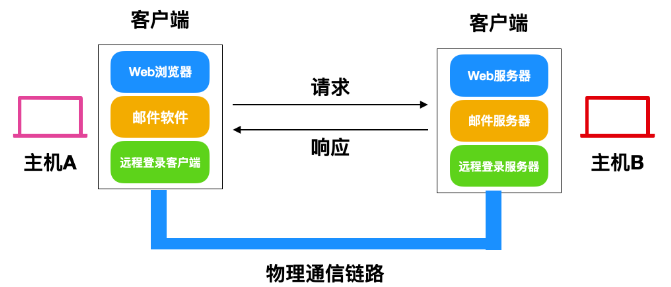 客户端
客户端
Web浏览器
邮件软件
远程登录客户端
Web服务器
邮件服务器
远程登录服务器
请求
响应
主机A
主机B
物理通信链路